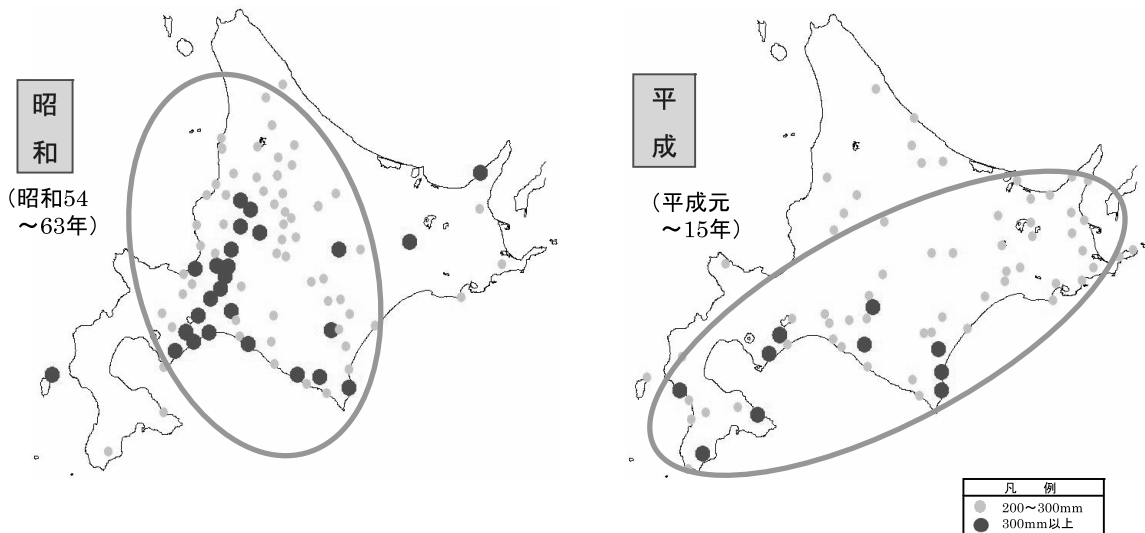 昭
和
(昭和54
～63年)
平
成
(平成元
～15年)
凡 例
200～300mm
300mm以上